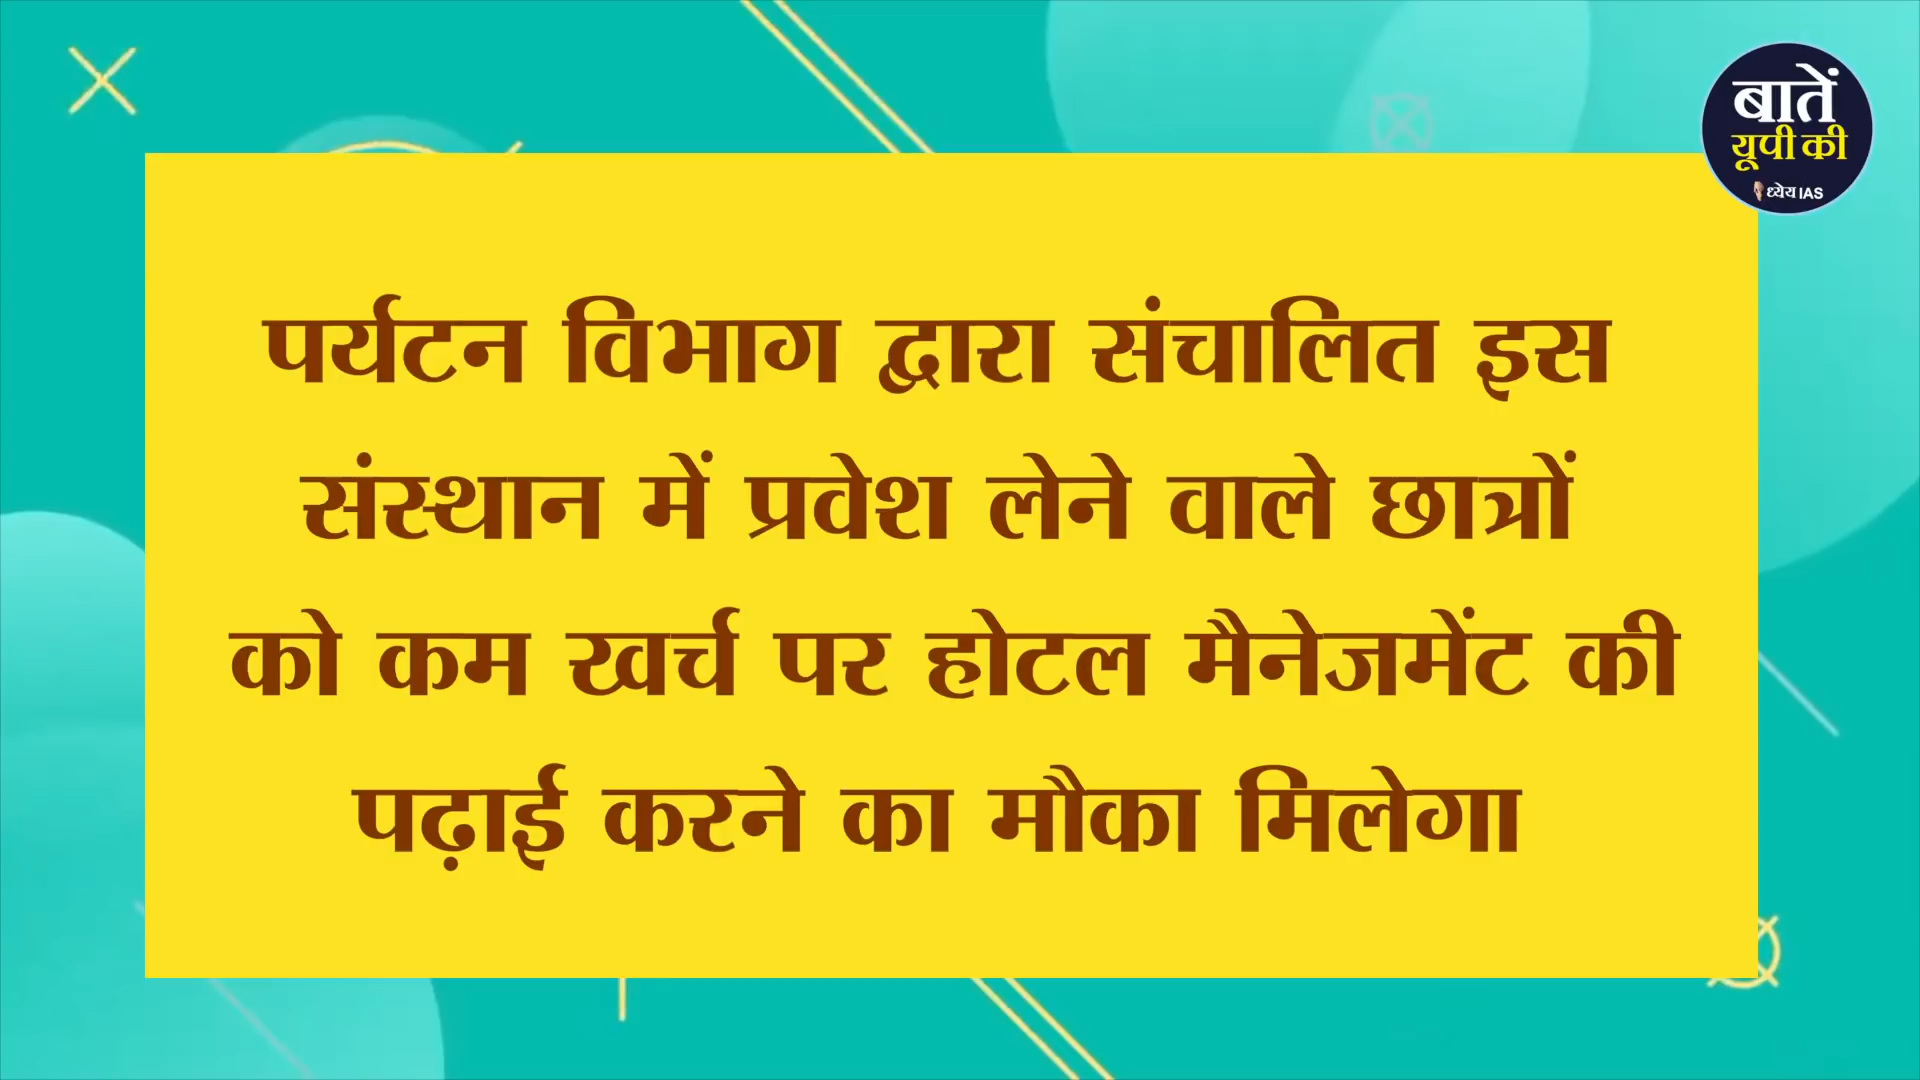 बातें
यूपी की
ध्येय IAS
पर्यटन विभाग द्वारा संचालित इस
संस्थान में प्रवेश लेने वाले छात्रों
को कम खर्च पर होटल मैनेजमेंट की
पढ़ाई करने का मौका मिलेगा